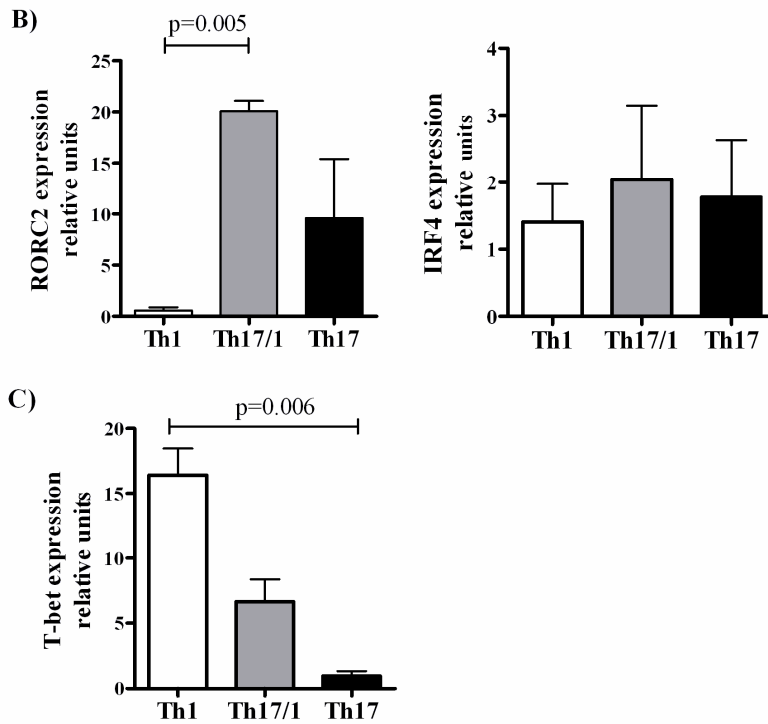 B)
p=0.005
RORC2 expression
relative units
25
20
15
10
5
0
Th1 Th17/1 Th17
IRF4 expression
relative units
4
3
2
1
0
Th1 Th17/1 Th17
C)
p=0.006
T-bet expression
relative units
20
15
10
5
0
Th1 Th17/1 Th17